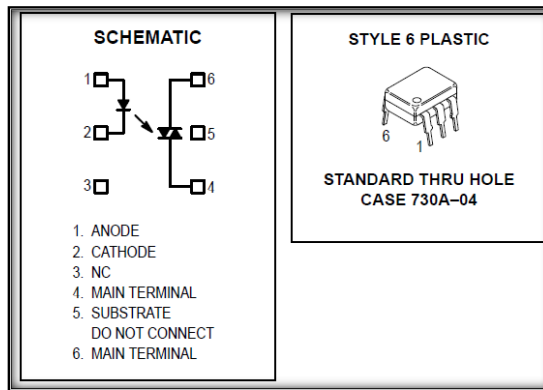 SCHEMATIC
1
6
2
5
3
4
1. ANODE
2. CATHODE
3. NC
4. MAIN TERMINAL
5. SUBSTRATE
DO NOT CONNECT
6. MAIN TERMINAL
STYLE 6 PLASTIC
6
1
STANDARD THRU HOLE
CASE 730A–04